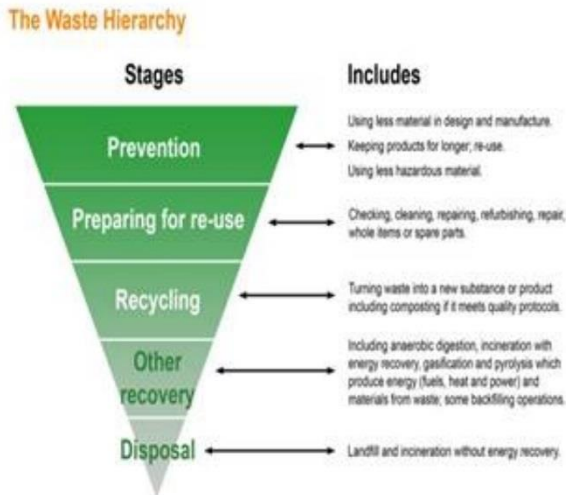 The Waste Hierarchy
Stages
Includes
Prevention
Using less material in design and manufacture.
Keeping products for longer; re-use.
Using less hazardous material.
Preparing for re-use
Checking, cleaning, repairing, refurbishing, repair,
whole items or spare parts.
Recycling
Turning waste into a new substance or product
including composting if it meets quality protocols.
Other
recovery
Including anaerobic digestion, incineration with
energy recovery, gasification and pyrolysis which
produce energy (fuels, heat and power) and
materials from waste; some backfilling operations.
Disposal
Landfill and incineration without energy recovery.